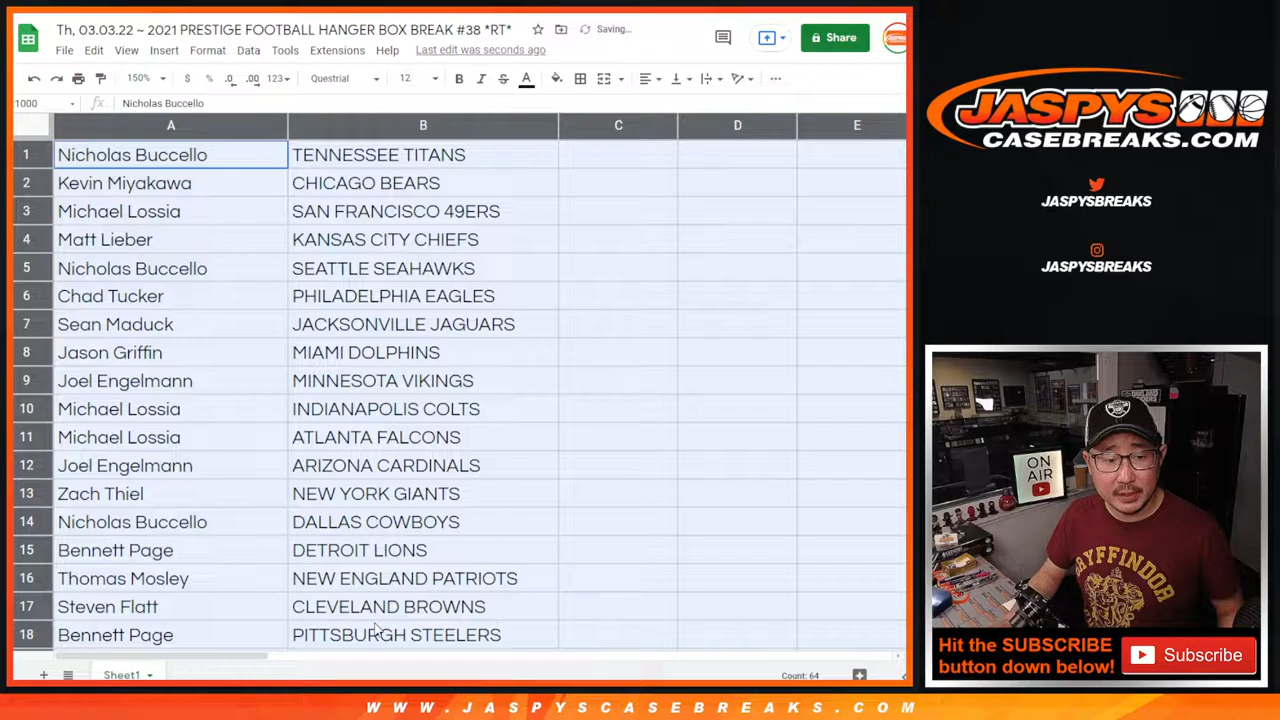 Th, 03.03.22 ~ 2021 PRESTIGE FOOTBALL HANGER BOX BREAK #38 *RT*
Saving...
File Edit View Insert Format Data Tools Extensions Help Last edit was seconds ago
Share
150% $ % .0 .00 123 Questrial 12 B I S A
1000 fx Nicholas Buccello
A B C D E
1 Nicholas Buccello TENNESSEE TITANS
2 Kevin Miyakawa CHICAGO BEARS
3 Michael Lossia SAN FRANCISCO 49ERS
4 Matt Lieber KANSAS CITY CHIEFS
5 Nicholas Buccello SEATTLE SEAHAWKS
6 Chad Tucker PHILADELPHIA EAGLES
7 Sean Maduck JACKSONVILLE JAGUARS
8 Jason Griffin MIAMI DOLPHINS
9 Joel Engelmann MINNESOTA VIKINGS
10 Michael Lossia INDIANAPOLIS COLTS
11 Michael Lossia ATLANTA FALCONS
12 Joel Engelmann ARIZONA CARDINALS
13 Zach Thiel NEW YORK GIANTS
14 Nicholas Buccello DALLAS COWBOYS
15 Bennett Page DETROIT LIONS
16 Thomas Mosley NEW ENGLAND PATRIOTS
17 Steven Flatt CLEVELAND BROWNS
18 Bennett Page PITTSBURGH STEELERS
Sheet1
Count: 64
JASPYS
CASEBREAKS.COM
JASPYSBREAKS
JASPYSBREAKS
ON
AIR
GRYFFINDOR
Hit the SUBSCRIBE
button down below!
Subscribe
WWW.JASPYSCASEBREAKS.COM